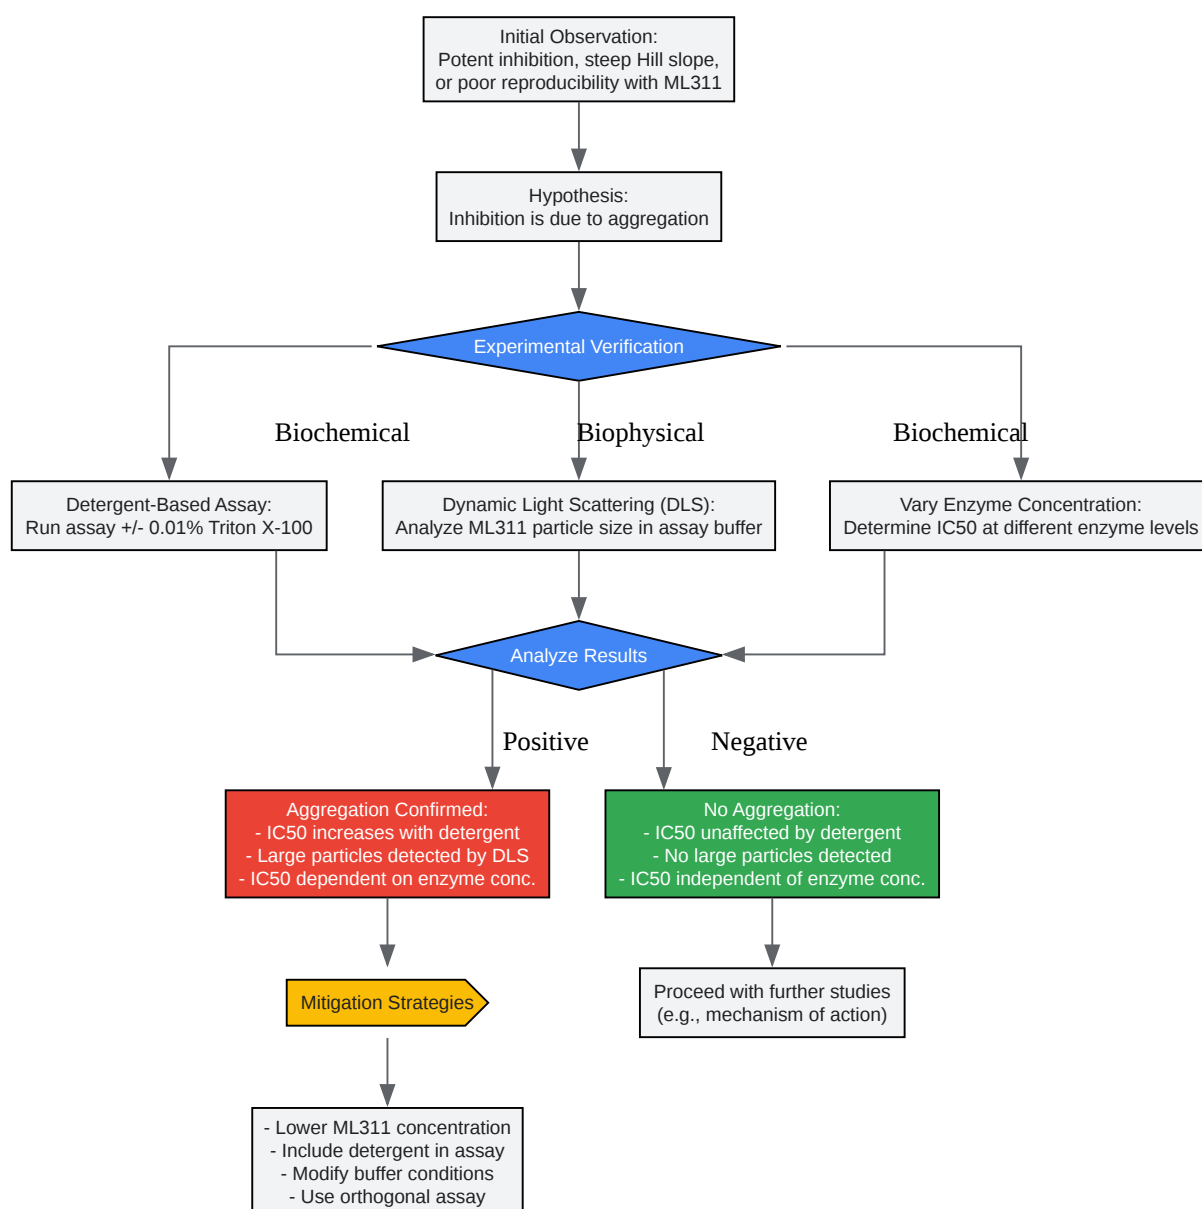 Initial Observation:
Potent inhibition, steep Hill slope,
or poor reproducibility with ML311
Hypothesis:
Inhibition is due to aggregation
Experimental Verification
Biochemical
Biophysical
Biochemical
Detergent-Based Assay:
Run assay +/- 0.01% Triton X-100
Dynamic Light Scattering (DLS):
Analyze ML311 particle size in assay buffer
Vary Enzyme Concentration:
Determine IC50 at different enzyme levels
Analyze Results
Positive
Negative
Aggregation Confirmed:
- IC50 increases with detergent
- Large particles detected by DLS
- IC50 dependent on enzyme conc.
No Aggregation:
- IC50 unaffected by detergent
- No large particles detected
- IC50 independent of enzyme conc.
Mitigation Strategies
Proceed with further studies
(e.g., mechanism of action)
- Lower ML311 concentration
- Include detergent in assay
- Modify buffer conditions
- Use orthogonal assay